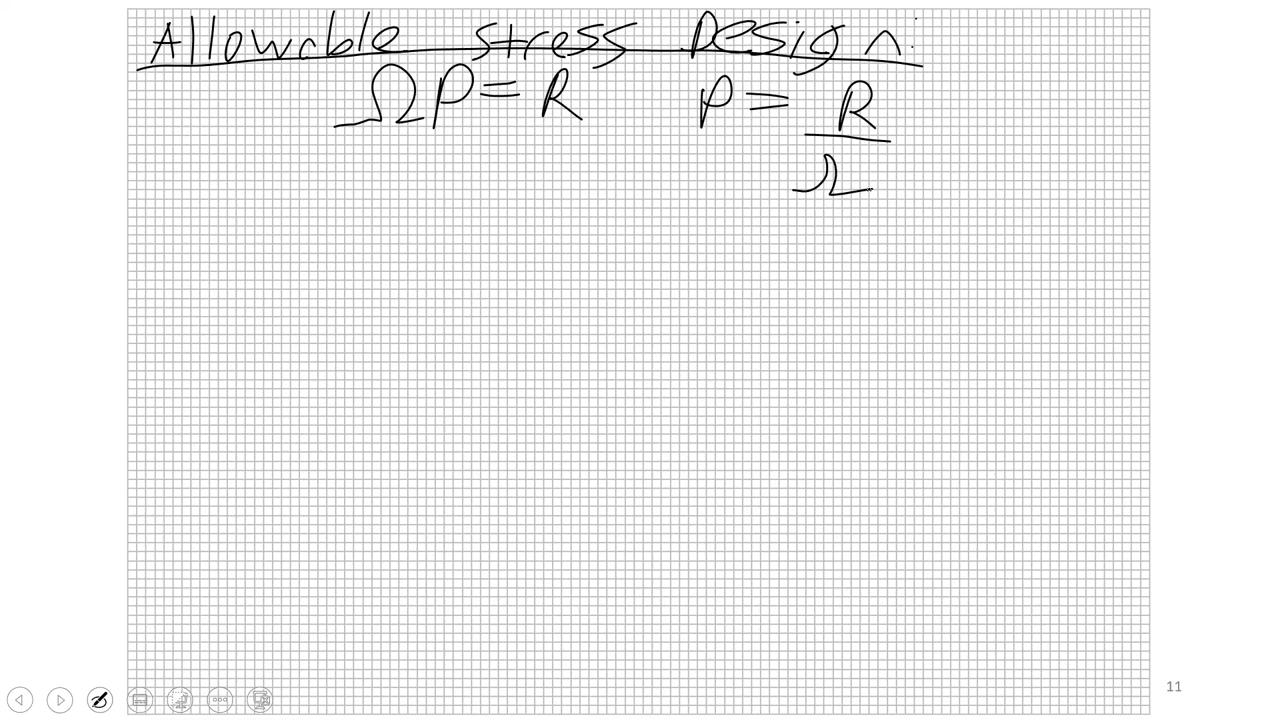 Allowable Stress Design:
ΩP = R P = R
Ω
11